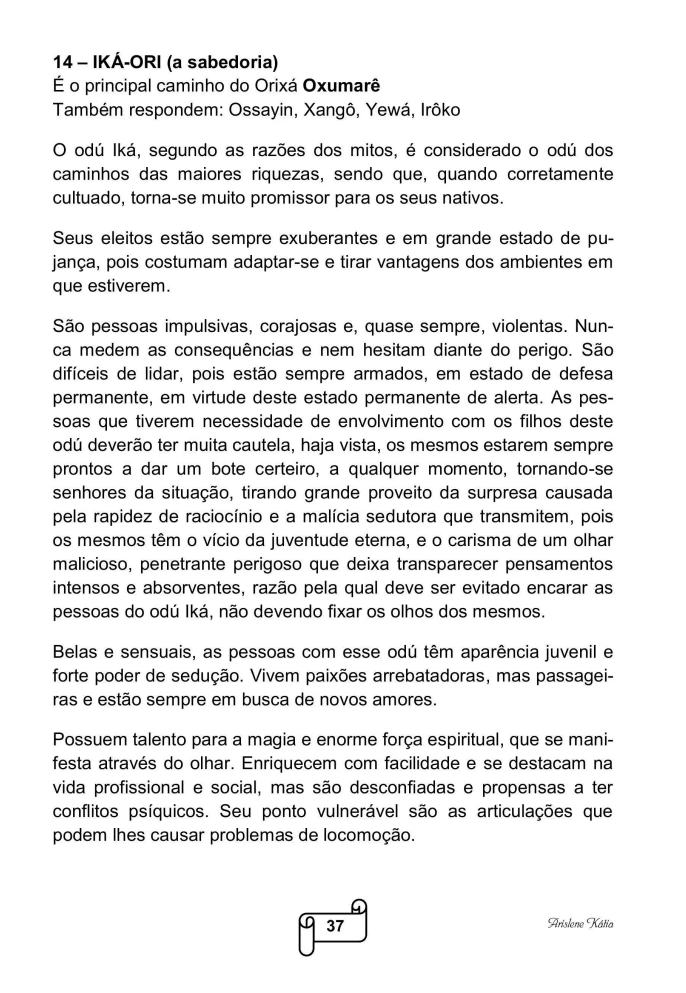 14 – IKÁ-ORI (a sabedoria)
É o principal caminho do Orixá Oxumarê
Também respondem: Ossayin, Xangô, Yewá, Irôko
O odú Iká, segundo as razões dos mitos, é considerado o odú dos
caminhos das maiores riquezas, sendo que, quando corretamente
cultuado, torna-se muito promissor para os seus nativos.
Seus eleitos estão sempre exuberantes e em grande estado de pu-
jança, pois costumam adaptar-se e tirar vantagens dos ambientes em
que estiverem.
São pessoas impulsivas, corajosas e, quase sempre, violentas. Nun-
ca medem as consequências e nem hesitam diante do perigo. São
difíceis de lidar, pois estão sempre armados, em estado de defesa
permanente, em virtude deste estado permanente de alerta. As pes-
soas que tiverem necessidade de envolvimento com os filhos deste
odú deverão ter muita cautela, haja vista, os mesmos estarem sempre
prontos a dar um bote certeiro, a qualquer momento, tornando-se
senhores da situação, tirando grande proveito da surpresa causada
pela rapidez de raciocínio e a malícia sedutora que transmitem, pois
os mesmos têm o vício da juventude eterna, e o carisma de um olhar
malicioso, penetrante perigoso que deixa transparecer pensamentos
intensos e absorventes, razão pela qual deve ser evitado encarar as
pessoas do odú Iká, não devendo fixar os olhos dos mesmos.
Belas e sensuais, as pessoas com esse odú têm aparência juvenil e
forte poder de sedução. Vivem paixões arrebatadoras, mas passagei-
ras e estão sempre em busca de novos amores.
Possuem talento para a magia e enorme força espiritual, que se mani-
festa através do olhar. Enriquecem com facilidade e se destacam na
vida profissional e social, mas são desconfiadas e propensas a ter
conflitos psíquicos. Seu ponto vulnerável são as articulações que
podem lhes causar problemas de locomoção.
37
Arislene Kátia